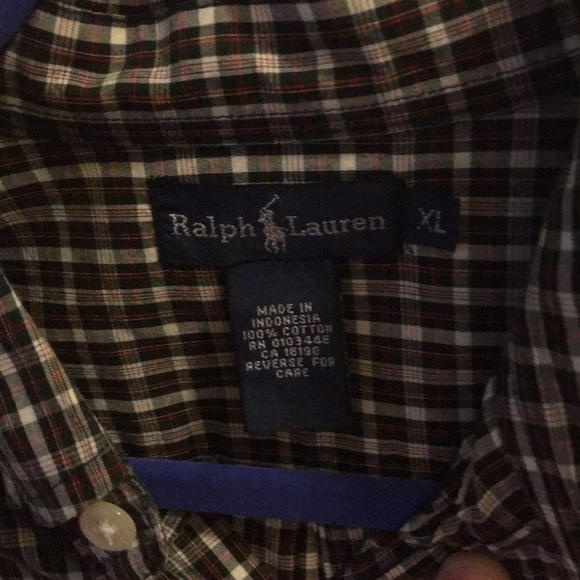 Ralph Lauren XL
MADE IN
INDONESIA
100% COTTON
RN 0103446
CA 16190
REVERSE FOR
CARE